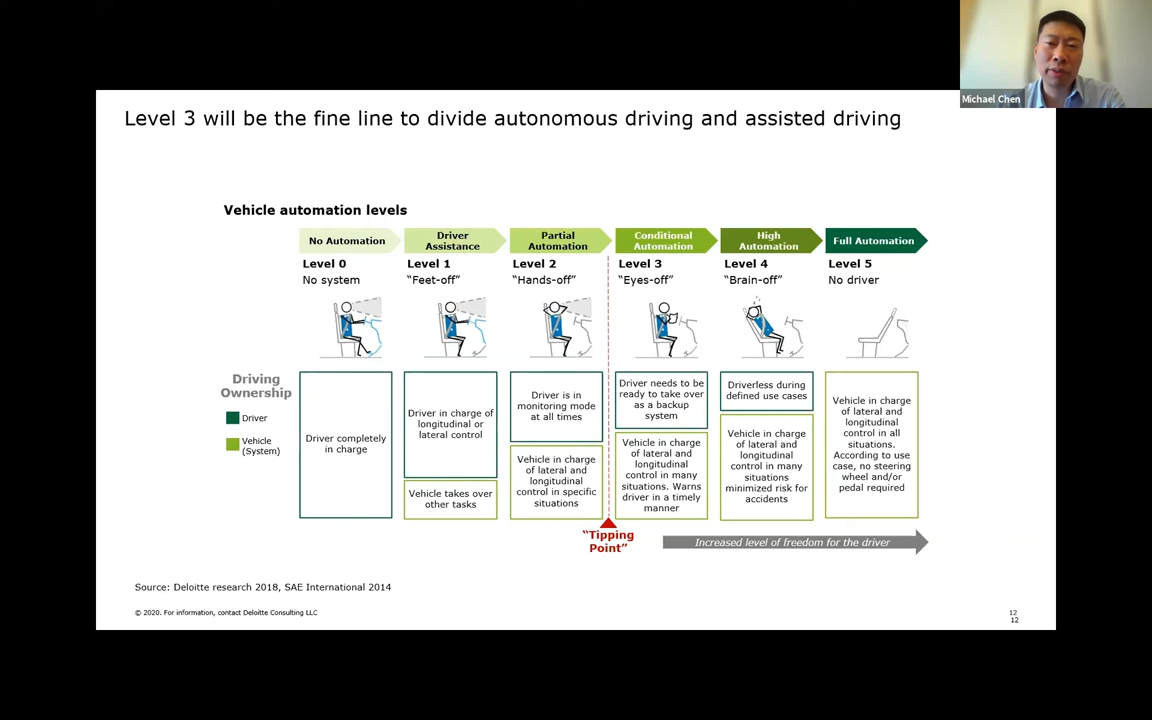 Michael Chen
Level 3 will be the fine line to divide autonomous driving and assisted driving
Vehicle automation levels
No Automation
Driver
Assistance
Partial
Automation
Conditional
Automation
High
Automation
Full Automation
Level 0
No system
Level 1
“Feet-off”
Level 2
“Hands-off”
Level 3
“Eyes-off”
Level 4
“Brain-off”
Level 5
No driver
Driving
Ownership
Driver
Vehicle
(System)
Driver completely
in charge
Driver in charge of
longitudinal or
lateral control
Vehicle takes over
other tasks
Driver is in
monitoring mode
at all times
Vehicle in charge
of lateral and
longitudinal
control in specific
situations
Driver needs to be
ready to take over
as a backup
system
Vehicle in charge
of lateral and
longitudinal
control in many
situations. Warns
driver in a timely
manner
Driverless during
defined use cases
Vehicle in charge
of lateral and
longitudinal
control in many
situations
minimized risk for
accidents
Vehicle in charge
of lateral and
longitudinal
control in all
situations.
According to use
case, no steering
wheel and/or
pedal required
“Tipping
Point”
Increased level of freedom for the driver
Source: Deloitte research 2018, SAE International 2014
© 2020. For information, contact Deloitte Consulting LLC
12
12